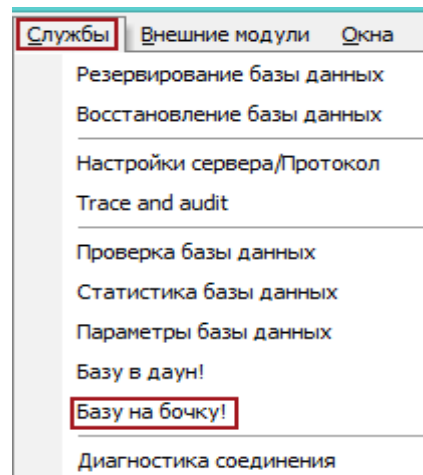 Службы Внешние модули Окна
Резервирование базы данных
Восстановление базы данных
Настройки сервера/Протокол
Trace and audit
Проверка базы данных
Статистика базы данных
Параметры базы данных
Базу в даун!
Базу на бочку!
Диагностика соединения